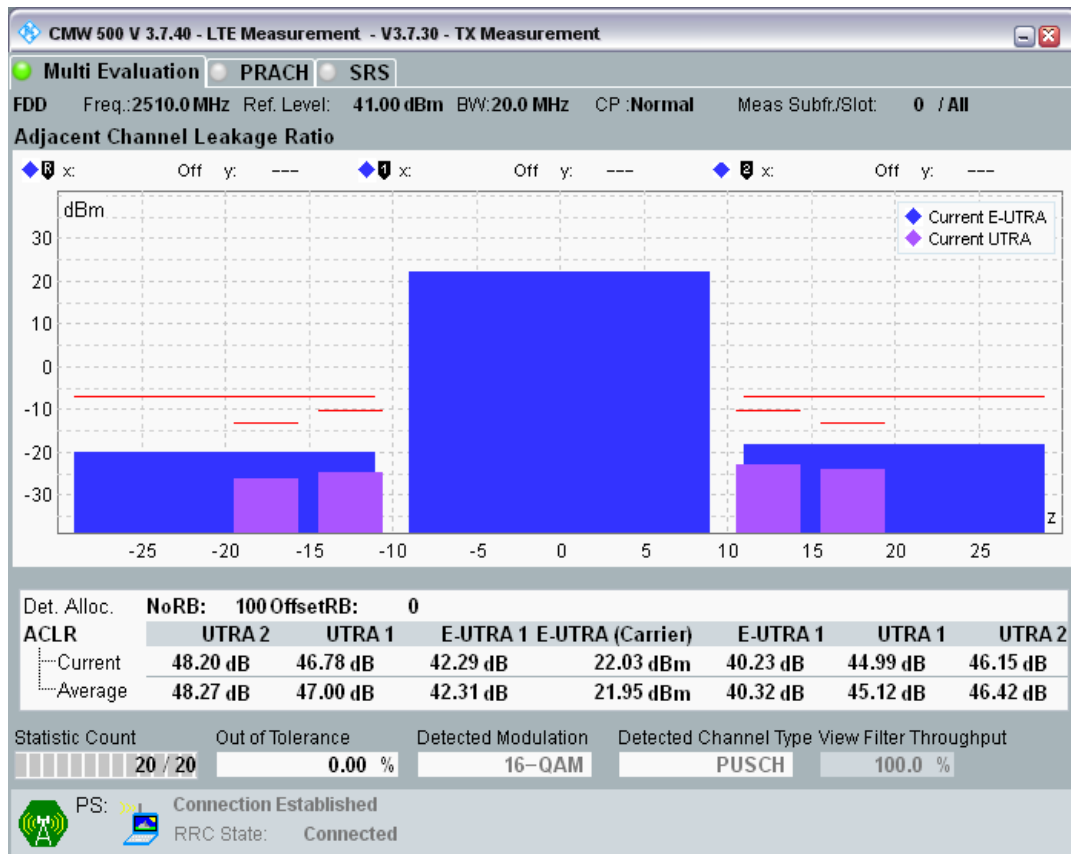 CMW 500 V 3.7.40 - LTE Measurement - V3.7.30 - TX Measurement
Multi Evaluation PRACH SRS
FDD Freq.:2510.0 MHz Ref. Level: 41.00 dBm BW:20.0 MHz CP :Normal Meas Subfr./Slot: 0 / All
Adjacent Channel Leakage Ratio
R x: Off y: --- 1 x: Off y: --- 2 x: Off y: ---
dBm
Current E-UTRA
Current UTRA
30
20
10
0
-10
-20
-30
z
-25 -20 -15 -10 -5 0 5 10 15 20 25
Det. Alloc. NoRB: 100 OffsetRB: 0
ACLR UTRA 2 UTRA 1 E-UTRA 1 E-UTRA (Carrier) E-UTRA 1 UTRA 1 UTRA 2
Current 48.20 dB 46.78 dB 42.29 dB 22.03 dBm 40.23 dB 44.99 dB 46.15 dB
Average 48.27 dB 47.00 dB 42.31 dB 21.95 dBm 40.32 dB 45.12 dB 46.42 dB
Statistic Count Out of Tolerance Detected Modulation Detected Channel Type View Filter Throughput
20 / 20 0.00 % 16-QAM PUSCH 100.0 %
PS: Connection Established
RRC State: Connected